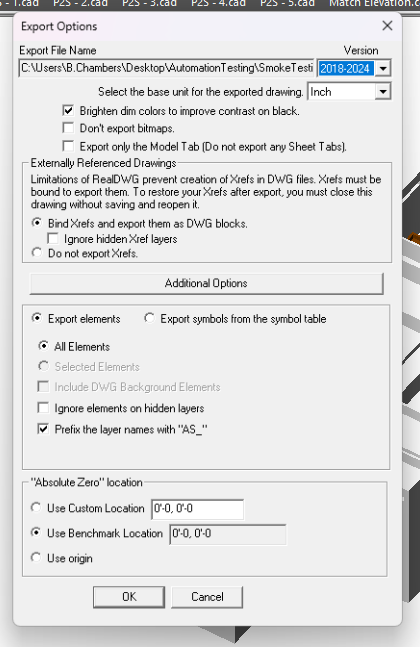 - 1.cad P2S - 2.cad P2S - 3.cad P2S - 4.cad P2S - 5.cad Match Elevation.c
Export Options
Export File Name Version
C:\Users\B.Chambers\Desktop\AutomationTesting\SmokeTesti 2018-2024
Select the base unit for the exported drawing. Inch
Brighten dim colors to improve contrast on black.
Don't export bitmaps.
Export only the Model Tab (Do not export any Sheet Tabs).
Externally Referenced Drawings
Limitations of RealDWG prevent creation of Xrefs in DWG files. Xrefs must be
bound to export them. To restore your Xrefs after export, you must close this
drawing without saving and reopen it.
Bind Xrefs and export them as DWG blocks.
Ignore hidden Xref layers
Do not export Xrefs.
Additional Options
Export elements Export symbols from the symbol table
All Elements
Selected Elements
Include DWG Background Elements
Ignore elements on hidden layers
Prefix the layer names with "AS_"
"Absolute Zero" location
Use Custom Location 0'-0, 0'-0
Use Benchmark Location 0'-0, 0'-0
Use origin
OK Cancel